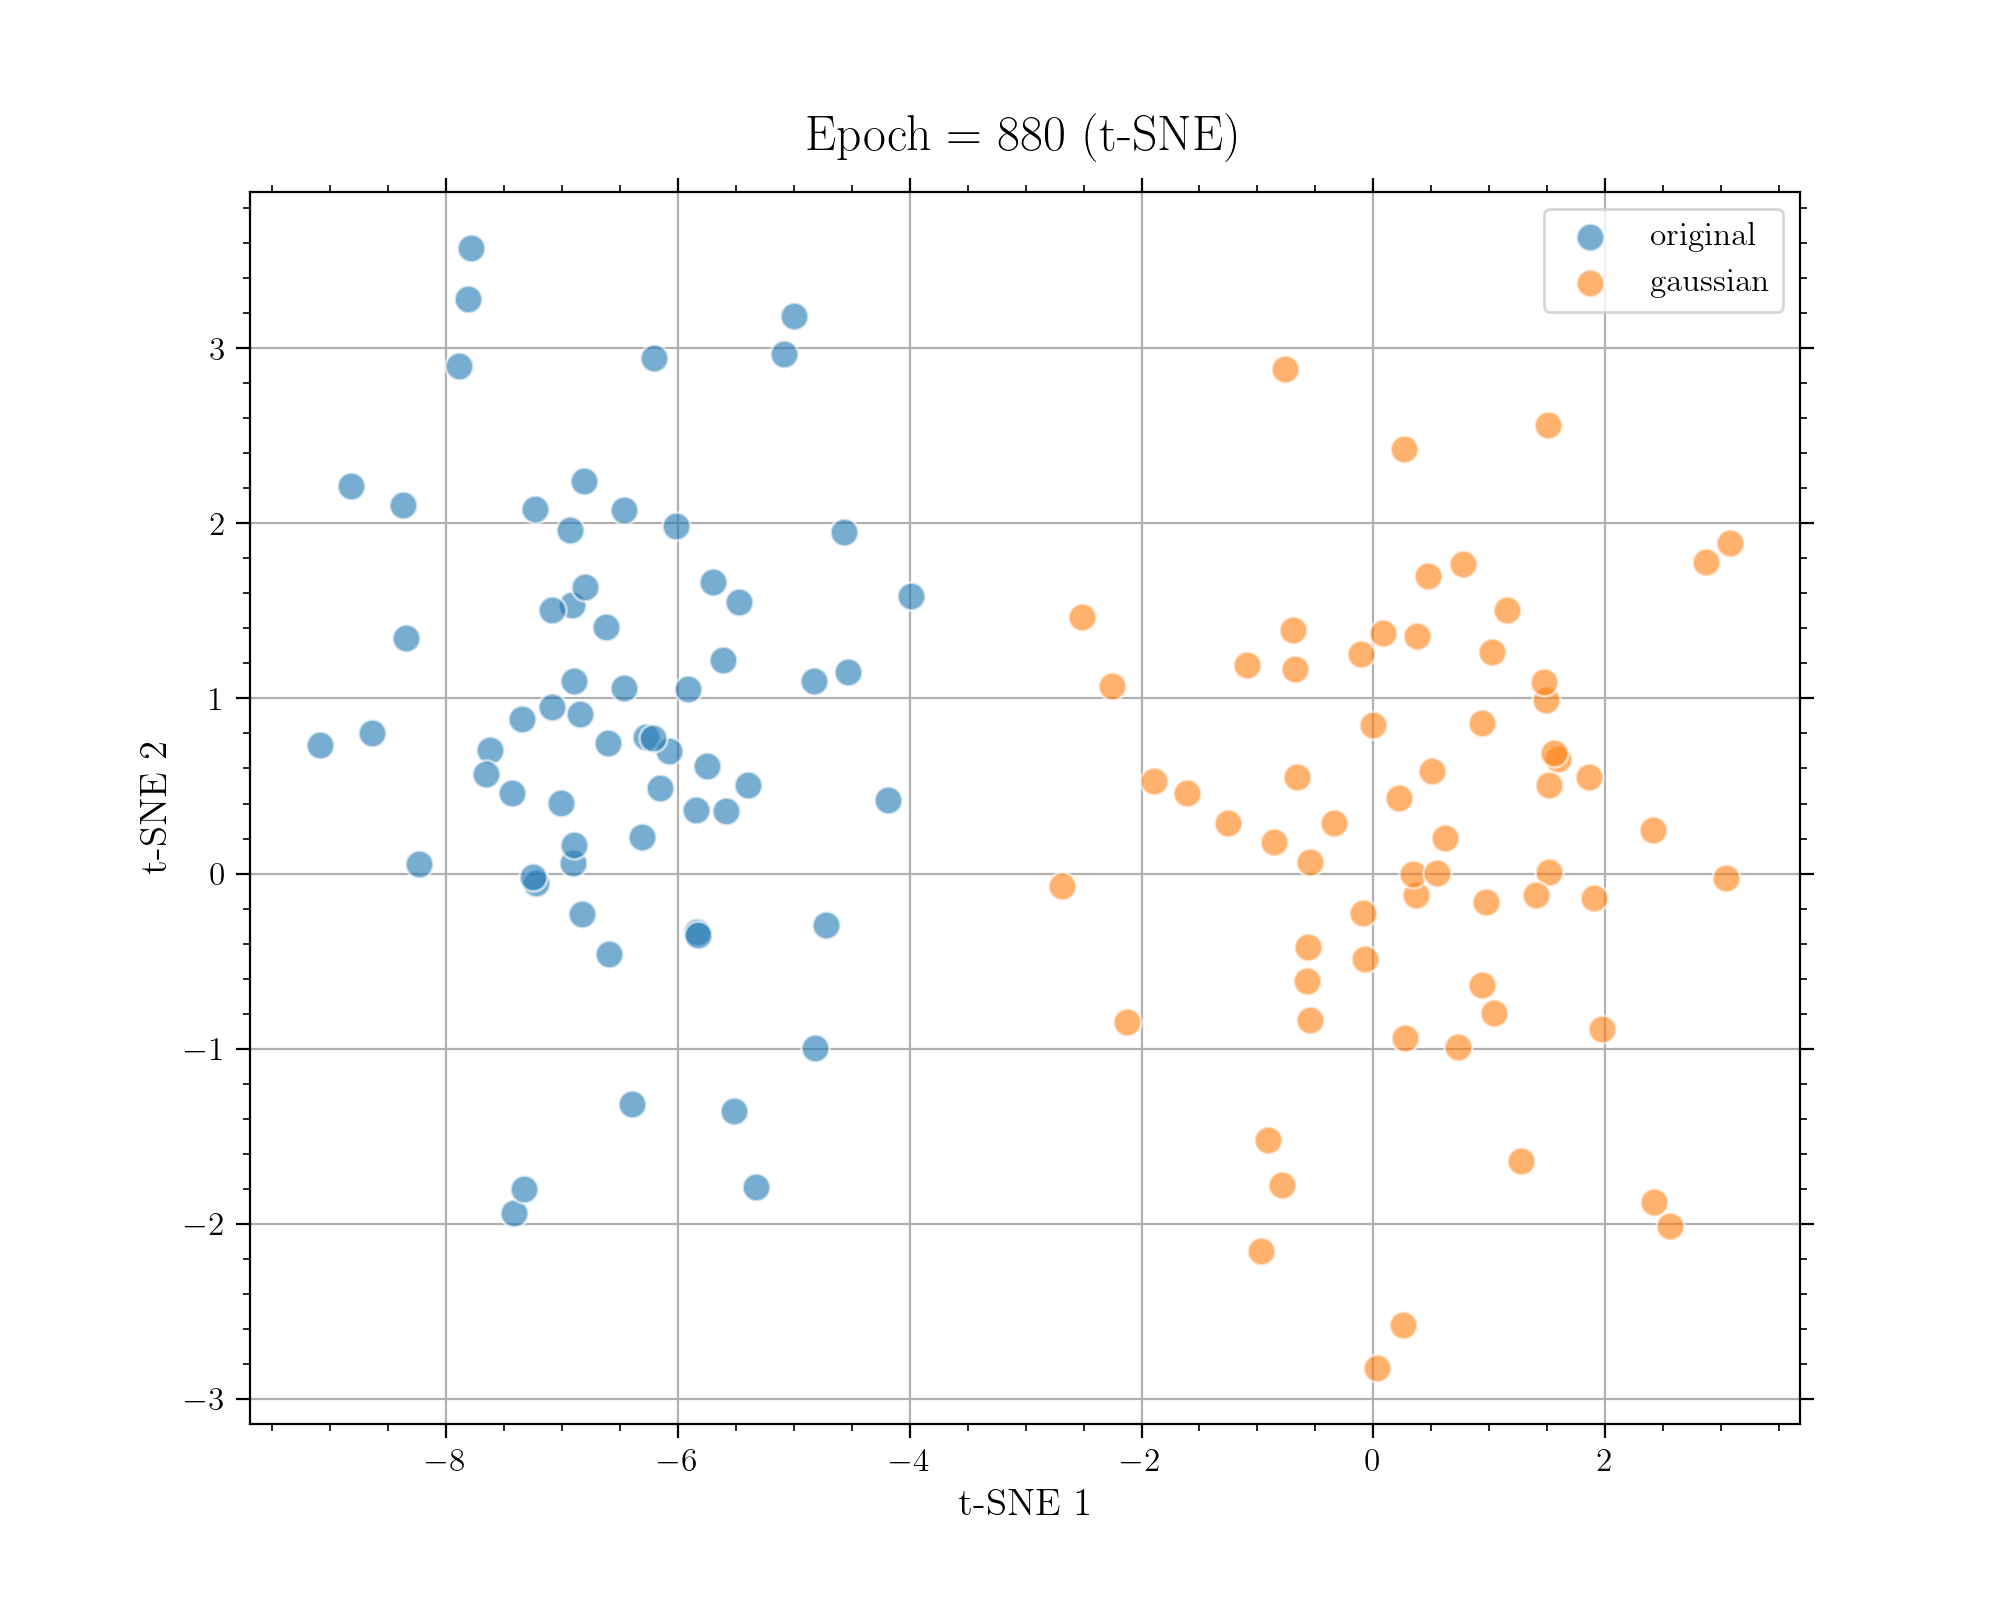 Epoch = 880 (t-SNE)
original
gaussian
3
2
1
0
−1
−2
−3
t-SNE 2
−8 −6 −4 −2 0 2
t-SNE 1